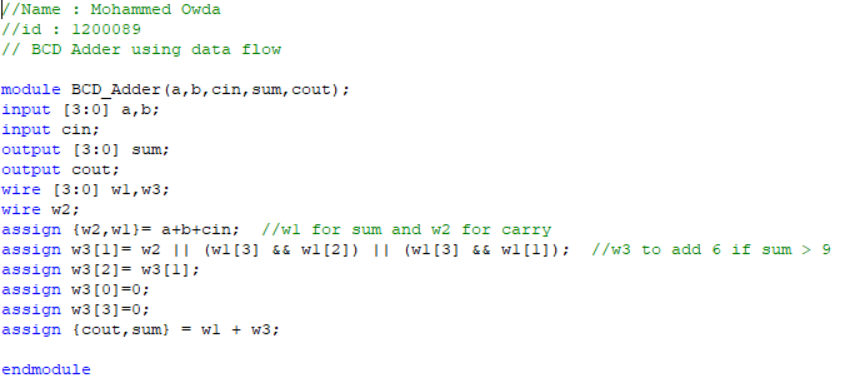 //Name : Mohammed Owda
//id : 1200089
// BCD Adder using data flow
module BCD_Adder(a,b,cin,sum,cout);
input [3:0] a,b;
input cin;
output [3:0] sum;
output cout;
wire [3:0] w1,w3;
wire w2;
assign {w2,w1}= a+b+cin;  //w1 for sum and w2 for carry
assign w3[1]= w2 || (w1[3] && w1[2]) || (w1[3] && w1[1]);  //w3 to add 6 if sum > 9
assign w3[2]= w3[1];
assign w3[0]=0;
assign w3[3]=0;
assign {cout,sum} = w1 + w3;
endmodule